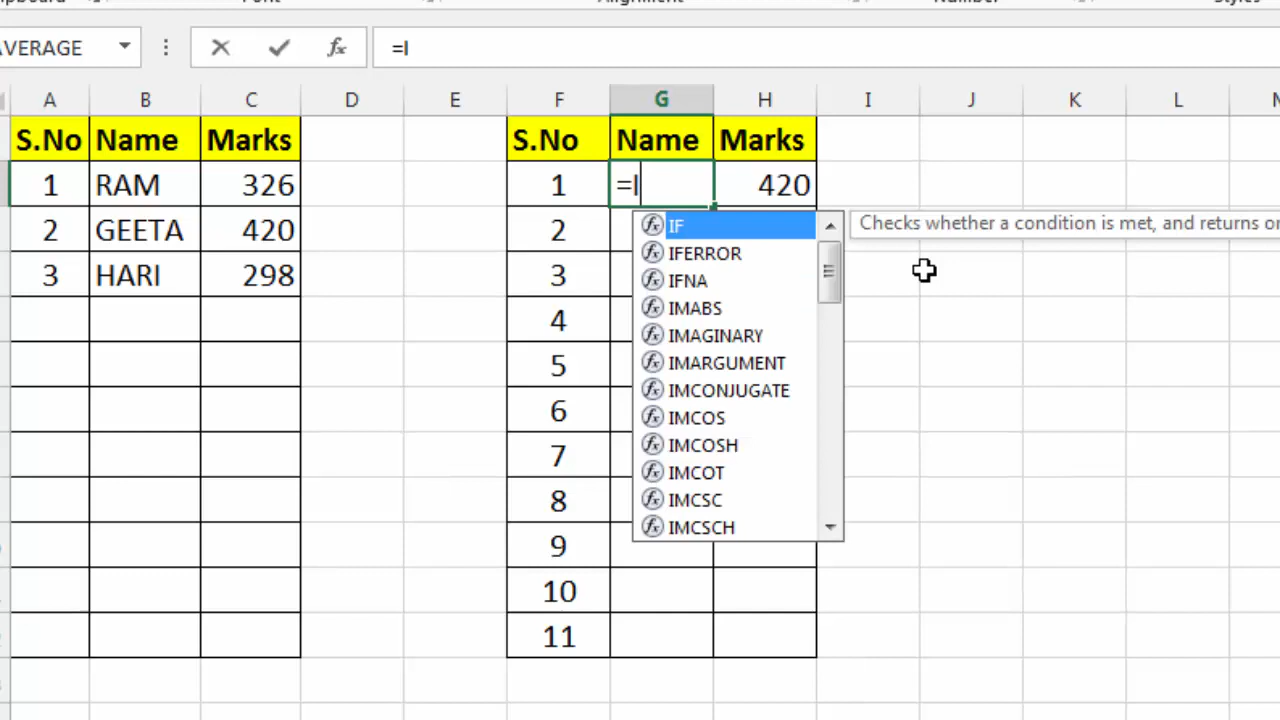 AVERAGE =I
A B C D E F G H I J K L
S.No Name Marks S.No Name Marks
1 RAM 326 1 =I 420
2 GEETA 420 2
3 HARI 298 3
4
5
6
7
8
9
10
11
IF Checks whether a condition is met, and returns
IFERROR
IFNA
IMABS
IMAGINARY
IMARGUMENT
IMCONJUGATE
IMCOS
IMCOSH
IMCOT
IMCSC
IMCSCH